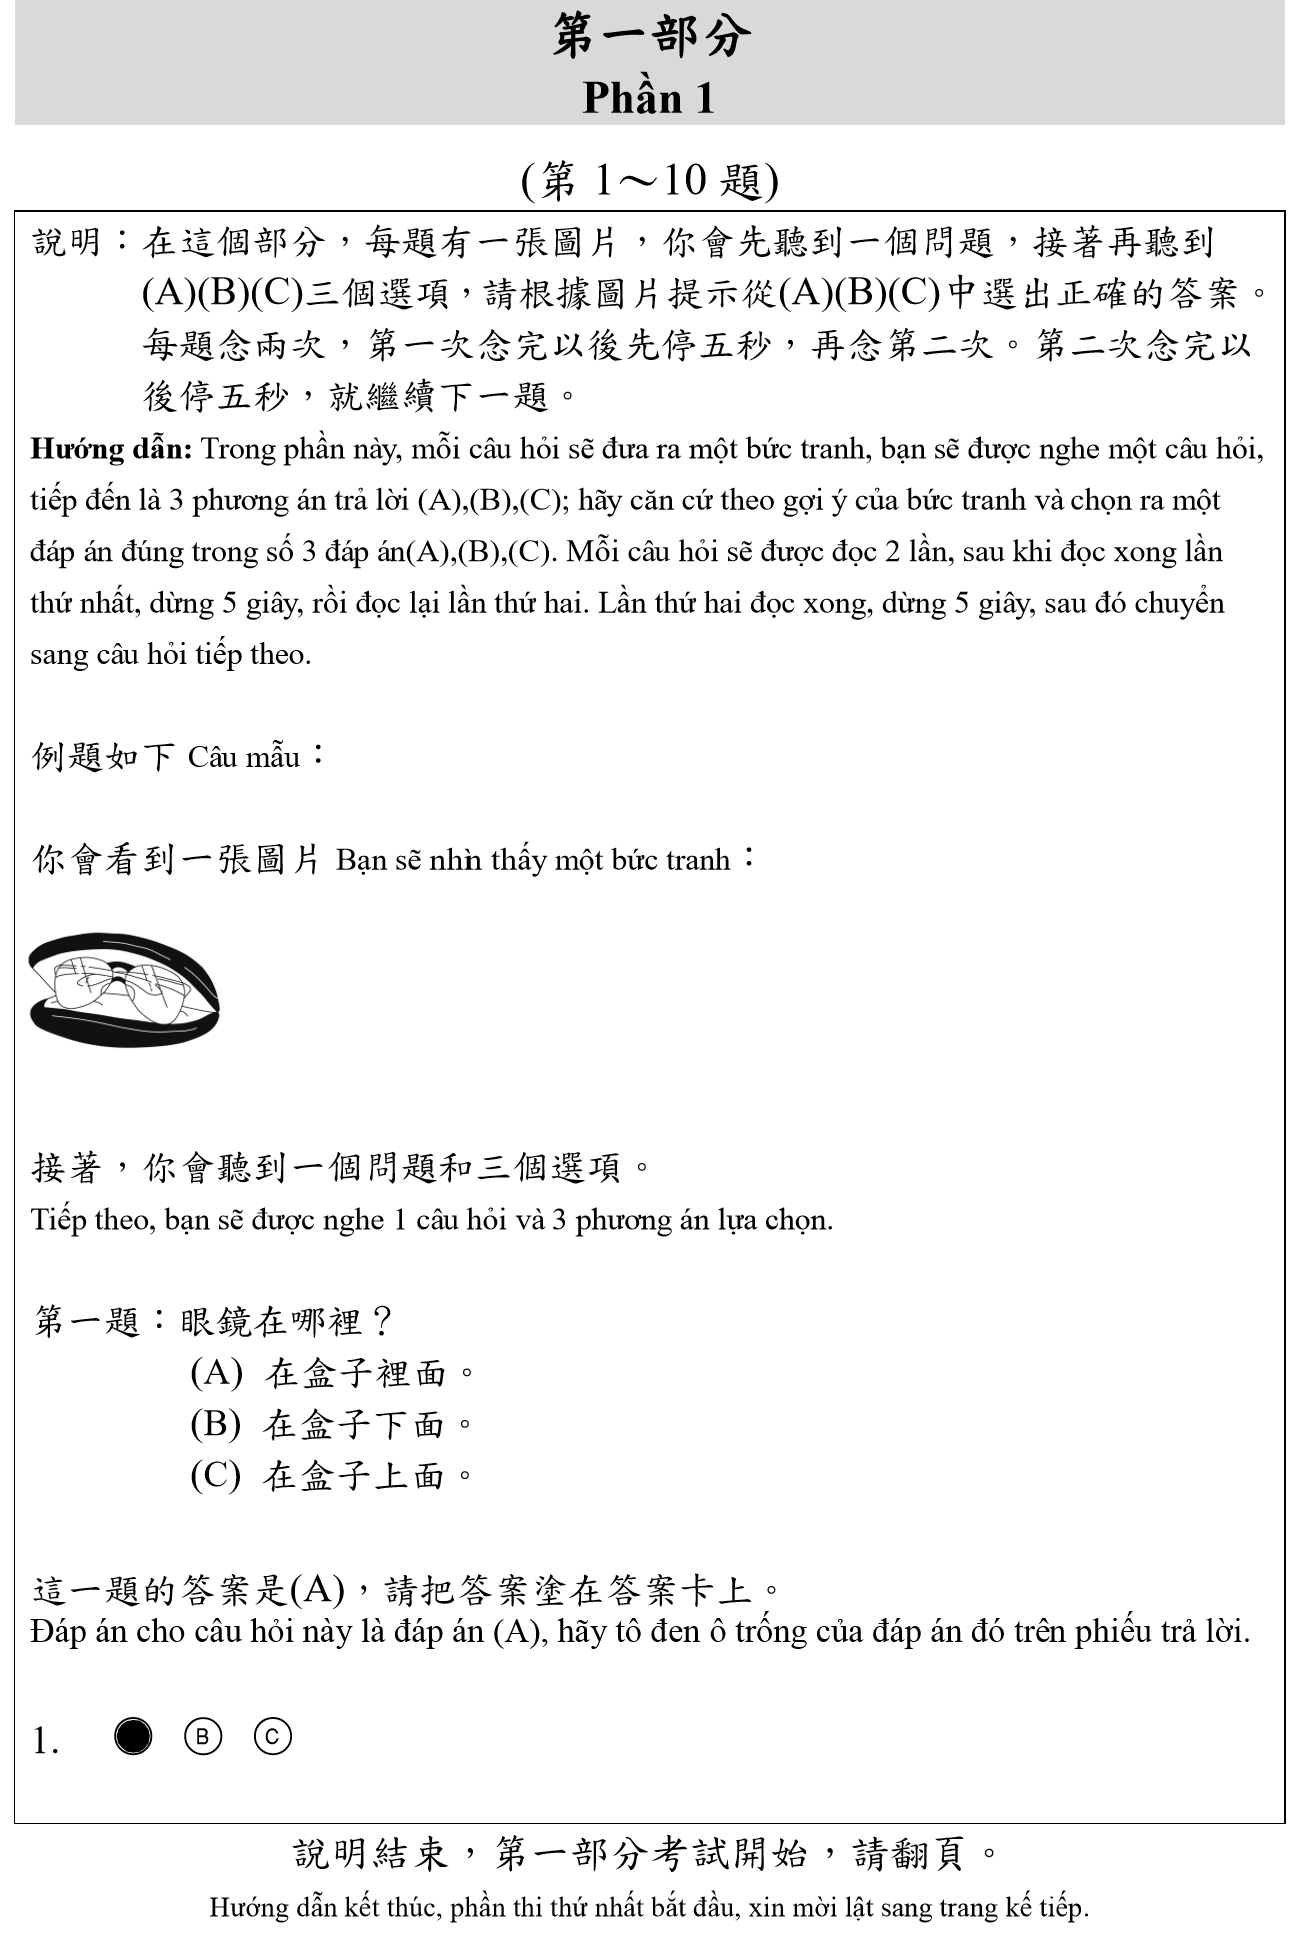 第一部分
Phần 1
(第 1～10 題)
說明：在這個部分，每題有一張圖片，你會先聽到一個問題，接著再聽到
(A)(B)(C)三個選項，請根據圖片提示從(A)(B)(C)中選出正確的答案。
每題念兩次，第一次念完以後先停五秒，再念第二次。第二次念完以
後停五秒，就繼續下一題。
Hướng dẫn: Trong phần này, mỗi câu hỏi sẽ đưa ra một bức tranh, bạn sẽ được nghe một câu hỏi,
tiếp đến là 3 phương án trả lời (A),(B),(C); hãy căn cứ theo gợi ý của bức tranh và chọn ra một
đáp án đúng trong số 3 đáp án(A),(B),(C). Mỗi câu hỏi sẽ được đọc 2 lần, sau khi đọc xong lần
thứ nhất, dừng 5 giây, rồi đọc lại lần thứ hai. Lần thứ hai đọc xong, dừng 5 giây, sau đó chuyển
sang câu hỏi tiếp theo.
例題如下 Câu mẫu：
你會看到一張圖片 Bạn sẽ nhìn thấy một bức tranh：
接著，你會聽到一個問題和三個選項。
Tiếp theo, bạn sẽ được nghe 1 câu hỏi và 3 phương án lựa chọn.
第一題：眼鏡在哪裡？
(A) 在盒子裡面。
(B) 在盒子下面。
(C) 在盒子上面。
這一題的答案是(A)，請把答案塗在答案卡上。
Đáp án cho câu hỏi này là đáp án (A), hãy tô đen ô trống của đáp án đó trên phiếu trả lời.
1. B C
說明結束，第一部分考試開始，請翻頁。
Hướng dẫn kết thúc, phần thi thứ nhất bắt đầu, xin mời lật sang trang kế tiếp.